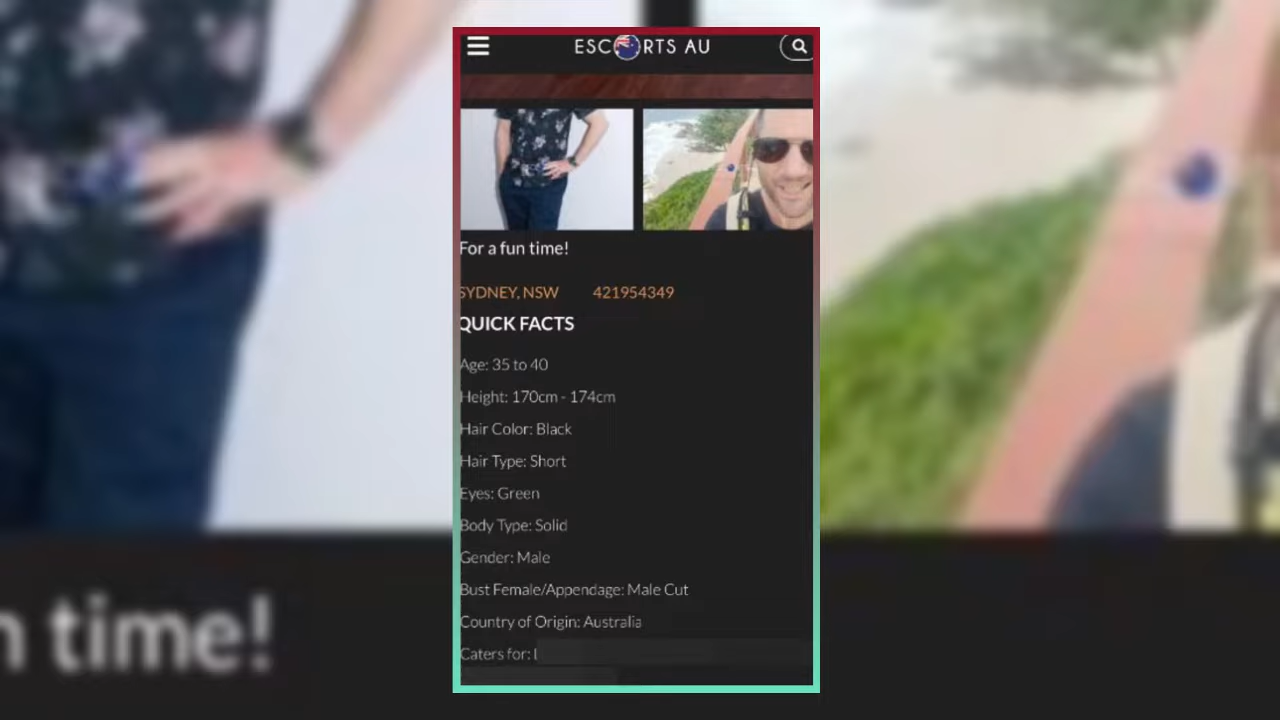 ESCORTS AU
For a fun time!
SYDNEY, NSW 421954349
QUICK FACTS
Age: 35 to 40
Height: 170cm - 174cm
Hair Color: Black
Hair Type: Short
Eyes: Green
Body Type: Solid
Gender: Male
Bust Female/Appendage: Male Cut
Country of Origin: Australia
Caters for:
time!